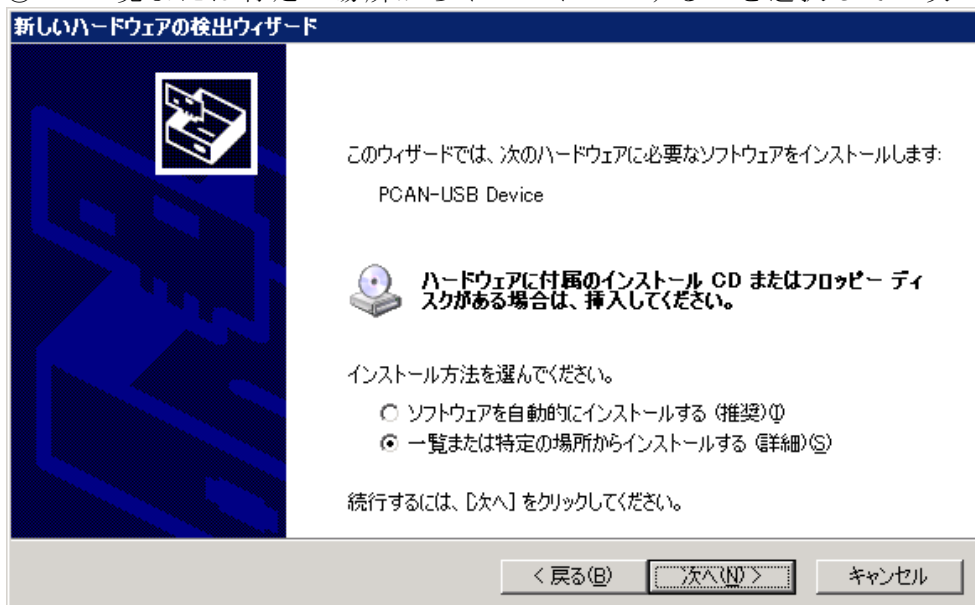 新しいハードウェアの検出ウィザード
このウィザードでは、次のハードウェアに必要なソフトウェアをインストールします:
PCAN-USB Device
ハードウェアに付属のインストール CD またはフロッピー ディ
スクがある場合は、挿入してください。
インストール方法を選んでください。
ソフトウェアを自動的にインストールする (推奨)(I)
一覧または特定の場所からインストールする (詳細)(S)
続行するには、[次へ] をクリックしてください。
< 戻る(B)
次へ(N) >
キャンセル